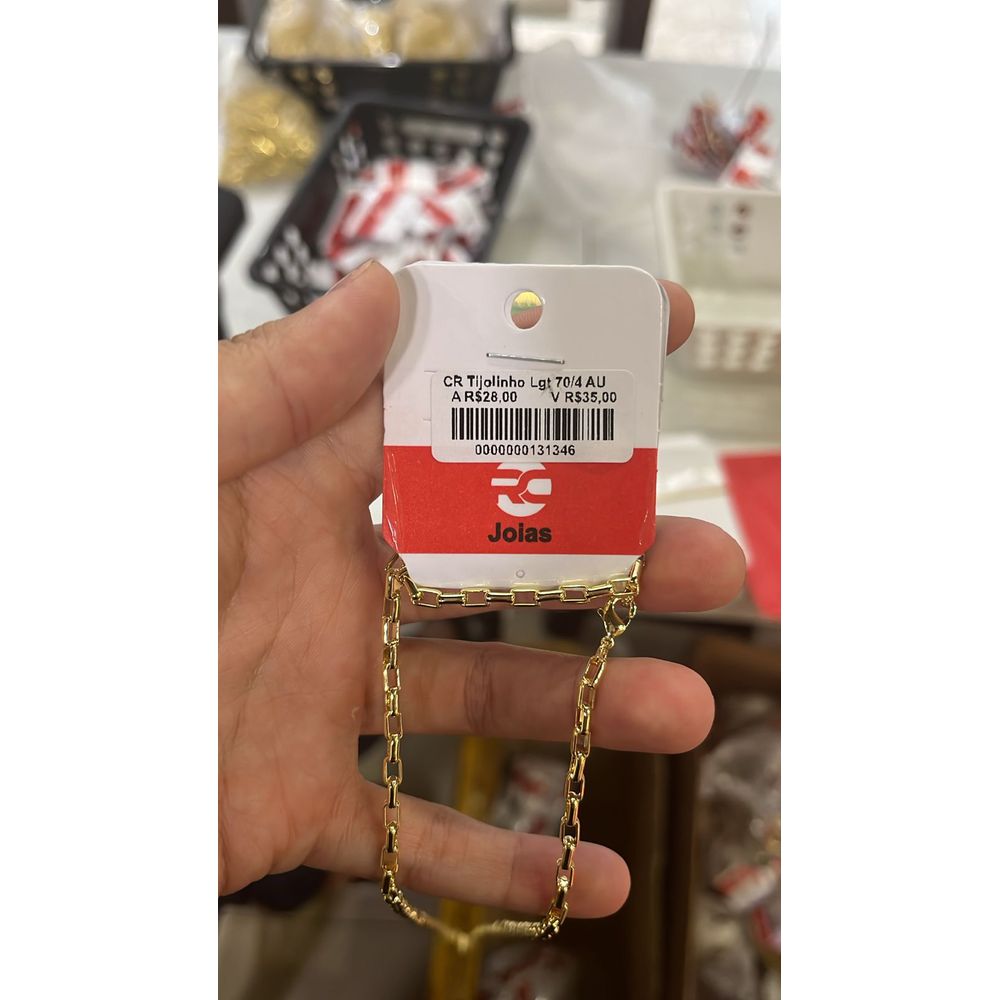 CR Tijolinho Lgt 70/4 AU
A R$28,00 V R$35,00
0000000131346
Joias